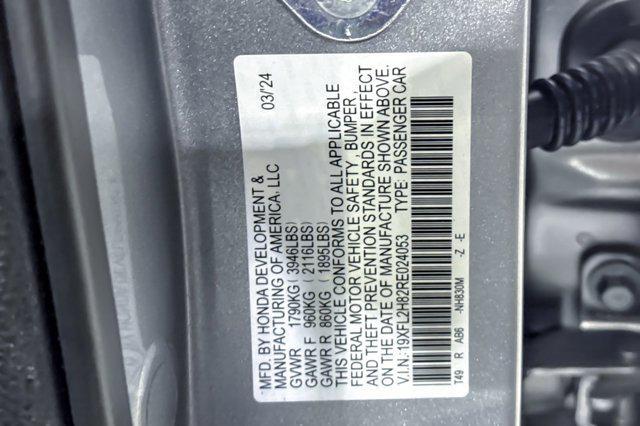 MFD. BY HONDA DEVELOPMENT & 03/24
MANUFACTURING OF AMERICA, LLC
GVWR 1790KG(3946LBS)
GAWR F 960KG (2116LBS)
GAWR R 860KG (1895LBS)
THIS VEHICLE CONFORMS TO ALL APPLICABLE
FEDERAL MOTOR VEHICLE SAFETY, BUMPER,
AND THEFT PREVENTION STANDARDS IN EFFECT
ON THE DATE OF MANUFACTURE SHOWN ABOVE.
V.I.N: 19XFL2H82RE024053 TYPE: PASSENGER CAR
T49 R AB6 -NH830M -Z -E